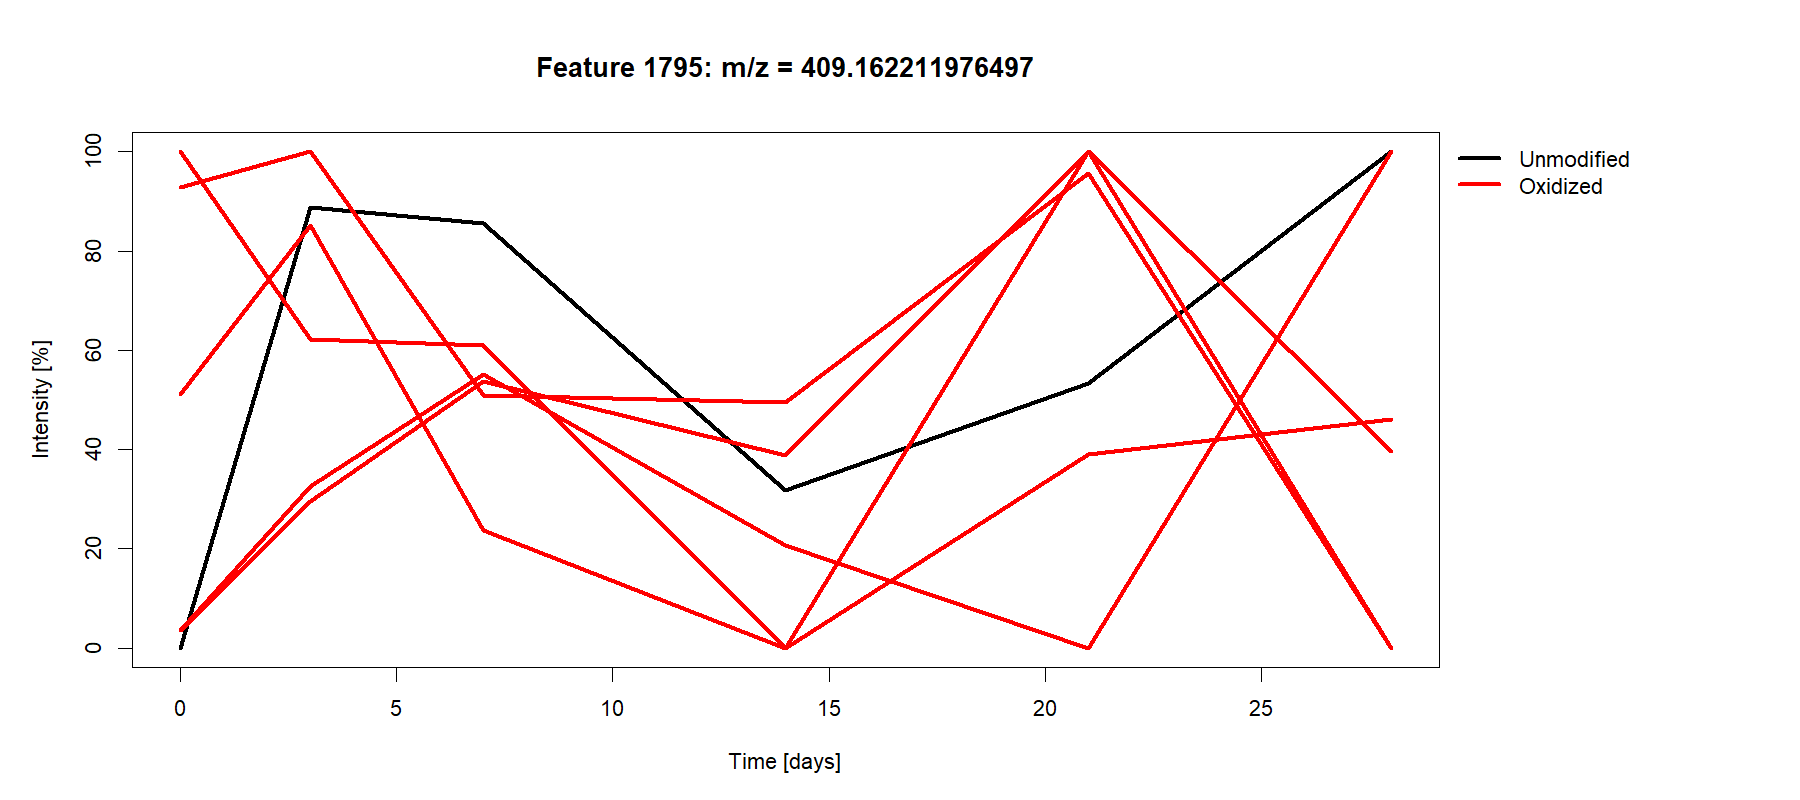 Feature 1795: m/z = 409.162211976497
Unmodified
Oxidized
Intensity [%]
100
80
60
40
20
0
0 5 10 15 20 25
Time [days]